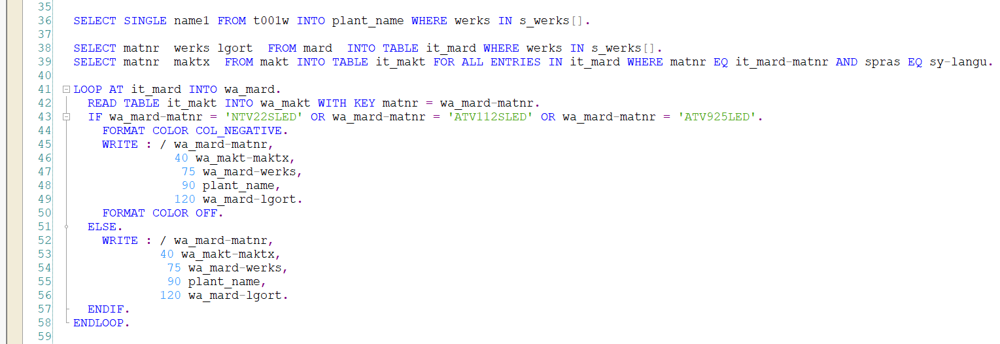 35
36 SELECT SINGLE name1 FROM t001w INTO plant_name WHERE werks IN s_werks[].
37
38 SELECT matnr  werks lgort  FROM mard  INTO TABLE it_mard WHERE werks IN s_werks[].
39 SELECT matnr  maktx  FROM makt INTO TABLE it_makt FOR ALL ENTRIES IN it_mard WHERE matnr EQ it_mard-matnr AND spras EQ sy-langu.
40
41 LOOP AT it_mard INTO wa_mard.
42   READ TABLE it_makt INTO wa_makt WITH KEY matnr = wa_mard-matnr.
43   IF wa_mard-matnr = 'NTV22SLED' OR wa_mard-matnr = 'ATV112SLED' OR wa_mard-matnr = 'ATV925LED'.
44     FORMAT COLOR COL_NEGATIVE.
45     WRITE : / wa_mard-matnr,
46               40 wa_makt-maktx,
47                75 wa_mard-werks,
48                90 plant_name,
49               120 wa_mard-lgort.
50     FORMAT COLOR OFF.
51   ELSE.
52     WRITE : / wa_mard-matnr,
53             40 wa_makt-maktx,
54              75 wa_mard-werks,
55              90 plant_name,
56             120 wa_mard-lgort.
57   ENDIF.
58 ENDLOOP.
59